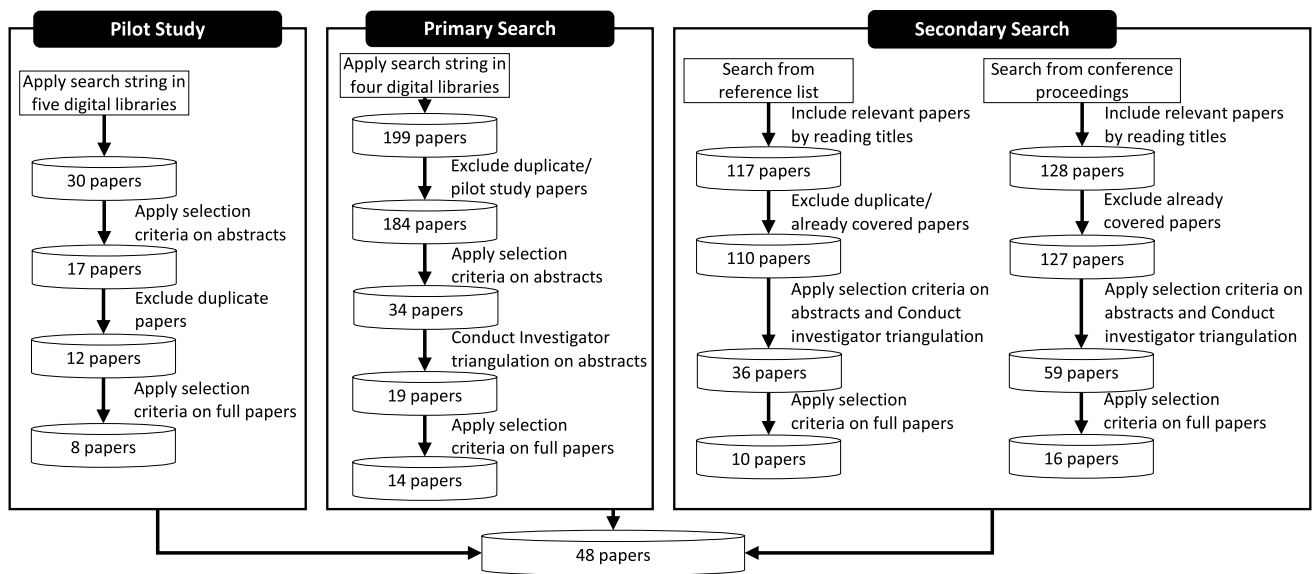 Pilot Study
Apply search string in
five digital libraries
30 papers
Apply selection
criteria on abstracts
17 papers
Exclude duplicate
papers
12 papers
Apply selection
criteria on full papers
8 papers
Primary Search
Apply search string in
four digital libraries
199 papers
Exclude duplicate/
pilot study papers
184 papers
Apply selection
criteria on abstracts
34 papers
Conduct Investigator
triangulation on abstracts
19 papers
Apply selection
criteria on full papers
14 papers
Secondary Search
Search from
reference list
Include relevant papers
by reading titles
117 papers
Exclude duplicate/
already covered papers
110 papers
Apply selection criteria on
abstracts and Conduct
investigator triangulation
36 papers
Apply selection
criteria on full papers
10 papers
Search from conference
proceedings
Include relevant papers
by reading titles
128 papers
Exclude already
covered papers
127 papers
Apply selection criteria on
abstracts and Conduct
investigator triangulation
59 papers
Apply selection
criteria on full papers
16 papers
48 papers